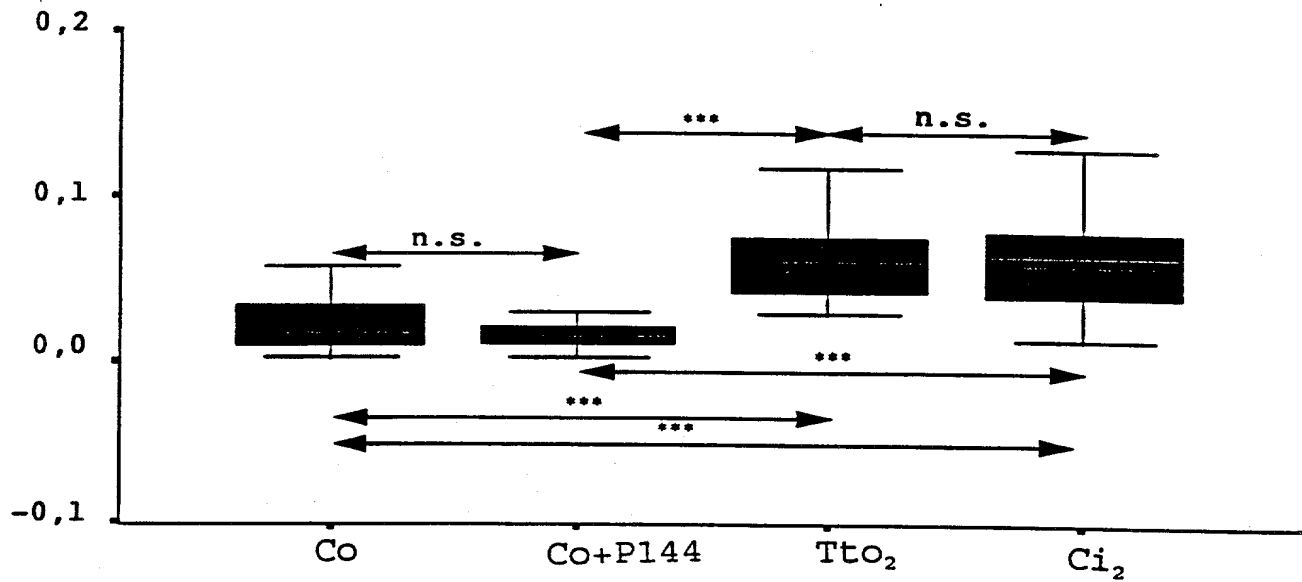 0,2
*** n.s.
0,1
n.s.
0,0
***
***
***
-0,1
Co Co+P144 Tto₂ Ci₂